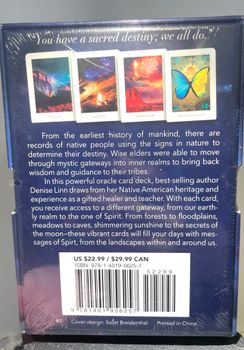 "You have a sacred destiny; we all do."
From the earliest history of mankind, there are
records of native people using the signs in nature to
determine their destiny. Wise elders were able to move
through mystic gateways into inner realms to bring back
wisdom and guidance to their tribes.
In this powerful oracle card deck, best-selling author
Denise Linn draws from her Native American heritage and
experience as a gifted healer and teacher. With each card,
you receive access to a different gateway, from our earth-
ly realm to the one of Spirit. From forests to floodplains,
meadows to caves, shimmering sunshine to the secrets of
the moon—these vibrant cards will fill your days with mes-
sages of Spirt, from the landscapes within and around us.
US $22.99 / $29.99 CAN
ISBN: 978-1-4019-5625-7
52299
9 781401 956257
Cover design: Scott Breidenthal
Printed in China